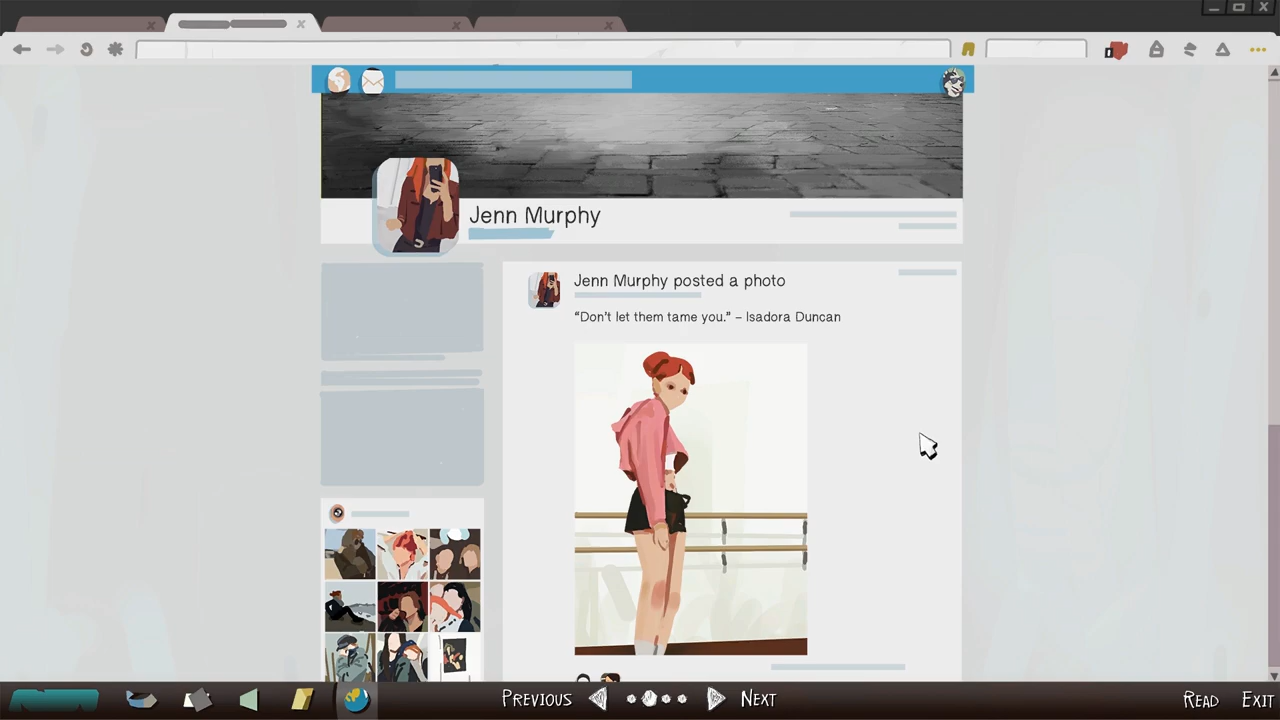 Jenn Murphy
Jenn Murphy posted a photo
“Don’t let them tame you.” – Isadora Duncan
Previous Next
Read Exit